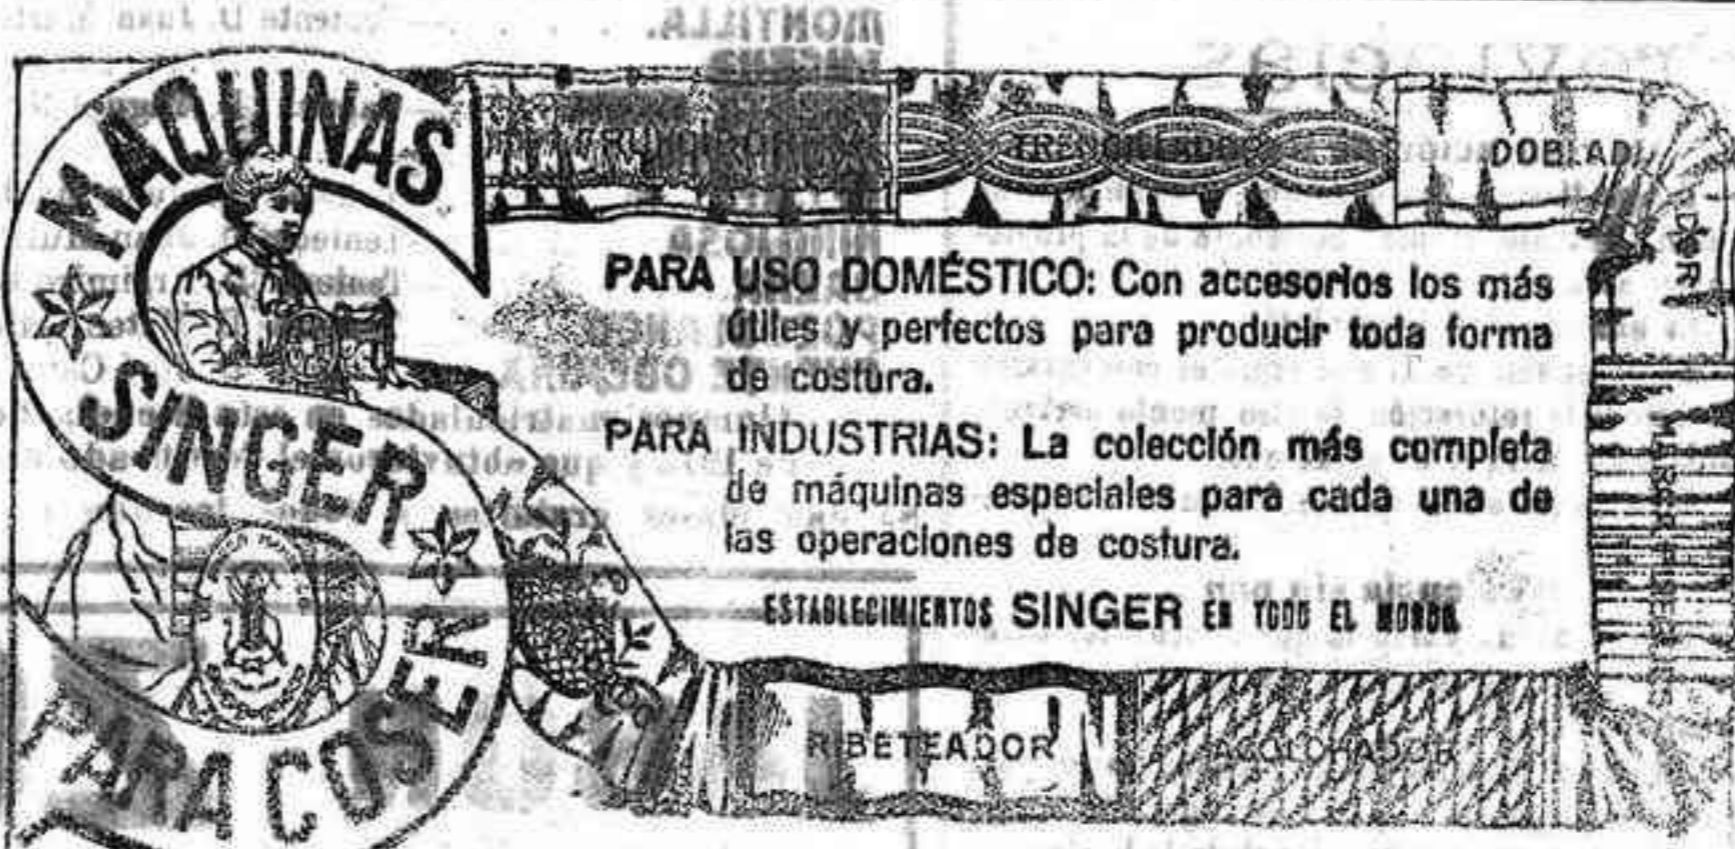 MAQUINAS
SINGER
PARA COSER
DOBLADOR
PARA USO DOMÉSTICO: Con accesorios los más
útiles y perfectos para producir toda forma
de costura.
PARA INDUSTRIAS: La colección más completa
de máquinas especiales para cada una de
las operaciones de costura.
ESTABLECIMIENTOS SINGER EN TODO EL MUNDO.
RIBETEADOR
ACOLCHADOR